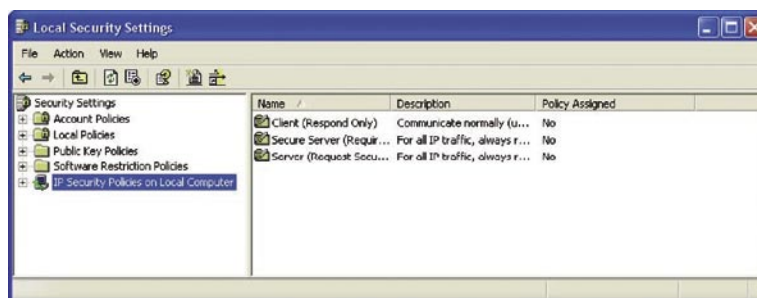 Local Security Settings
File Action View Help
Security Settings
Account Policies
Local Policies
Public Key Policies
Software Restriction Policies
IP Security Policies on Local Computer
Name Description Policy Assigned
Client (Respond Only) Communicate normally (u... No
Secure Server (Requir... For all IP traffic, always r... No
Server (Request Secu... For all IP traffic, always r... No